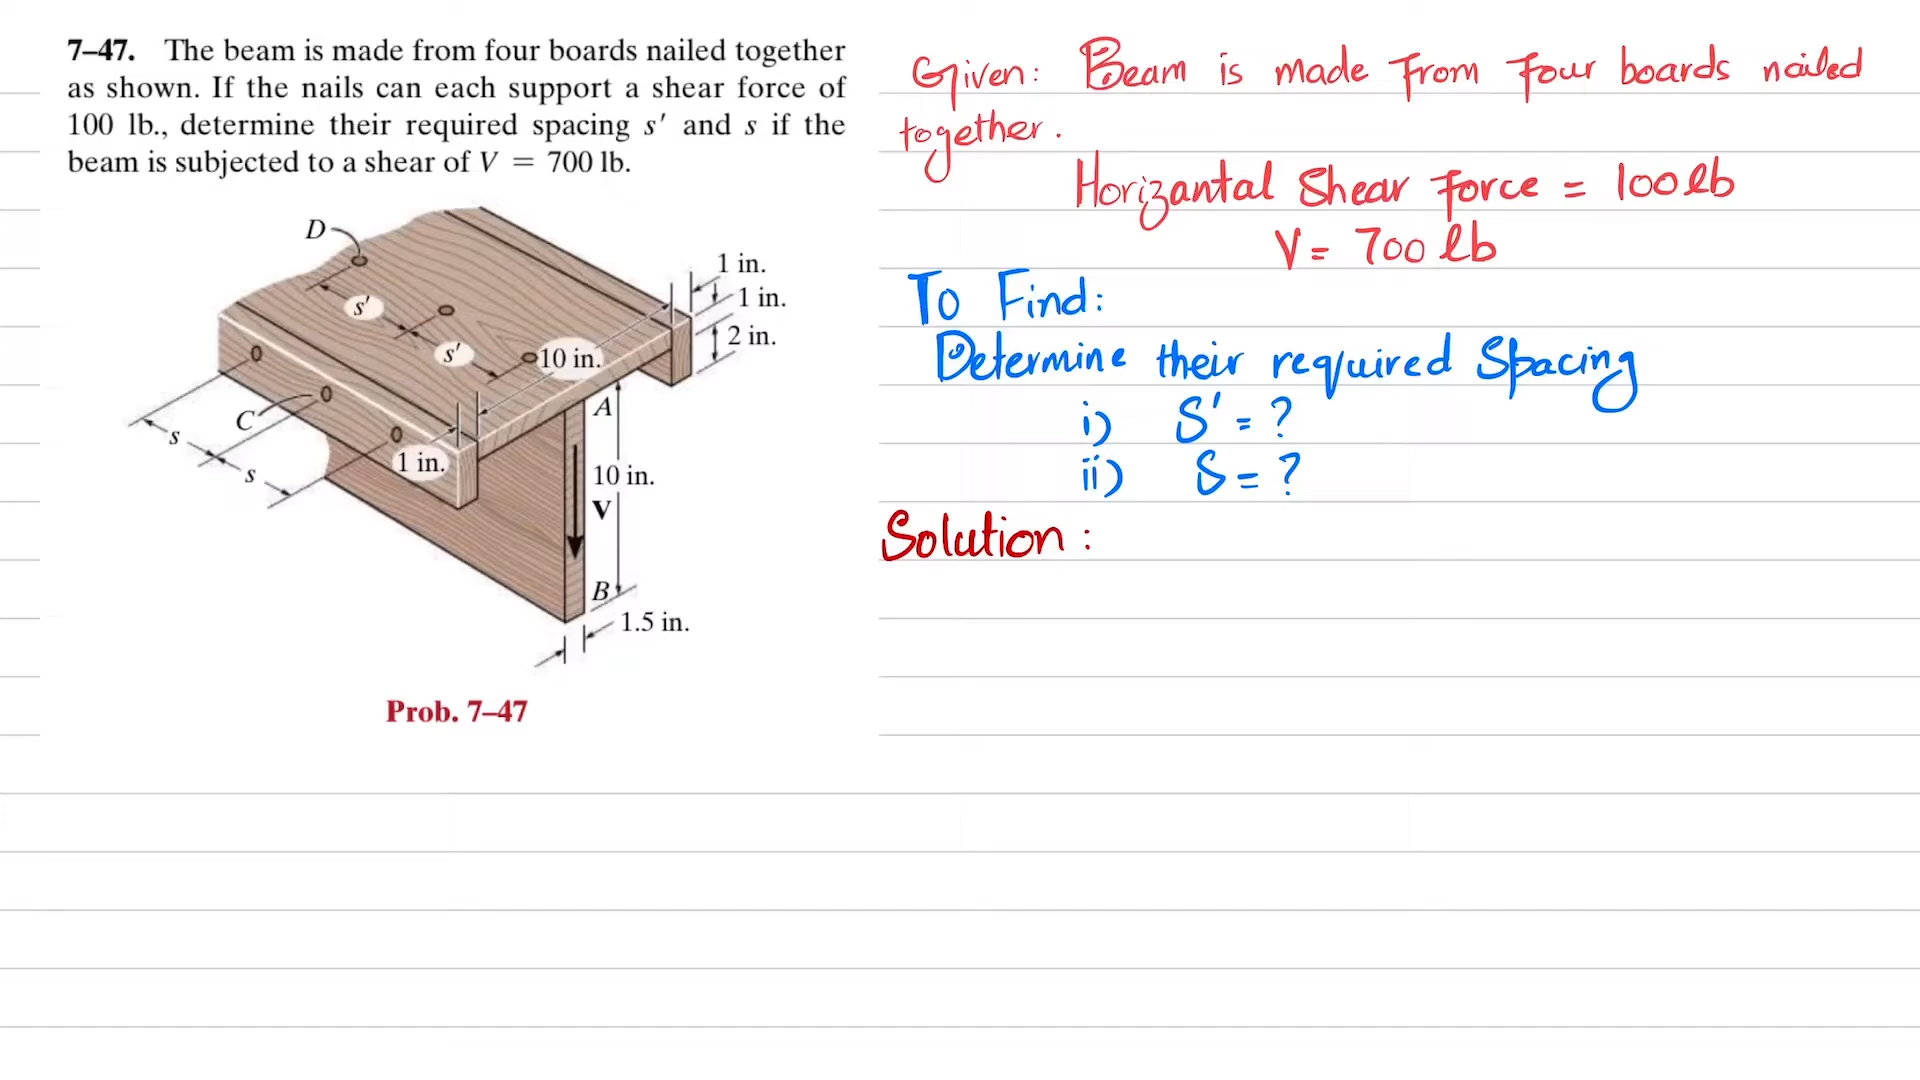 7–47. The beam is made from four boards nailed together
as shown. If the nails can each support a shear force of
100 lb., determine their required spacing s′ and s if the
beam is subjected to a shear of V = 700 lb.
D
s′
s′
10 in.
1 in.
1 in.
2 in.
A
C
s
s
1 in.
10 in.
V
B
1.5 in.
Prob. 7–47
Given: Beam is made from four boards nailed
together.
Horizantal Shear force = 100 lb
V = 700 lb
To Find:
Determine their required Spacing
i) S' = ?
ii) S = ?
Solution :